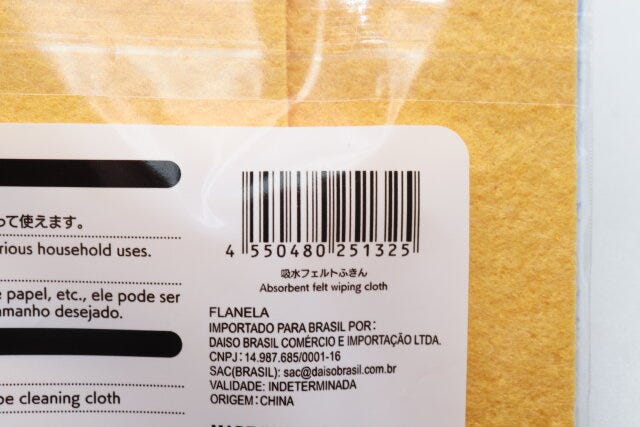 って使えます。
rious household uses.
papel, etc., ele pode ser
amanho desejado.
pe cleaning cloth
4 550480 251325
吸水フェルトふきん
Absorbent felt wiping cloth
FLANELA
IMPORTADO PARA BRASIL POR:
DAISO BRASIL COMÉRCIO E IMPORTAÇÃO LTDA.
CNPJ: 14.987.685/0001-16
SAC(BRASIL): sac@daisobrasil.com.br
VALIDADE: INDETERMINADA
ORIGEM: CHINA